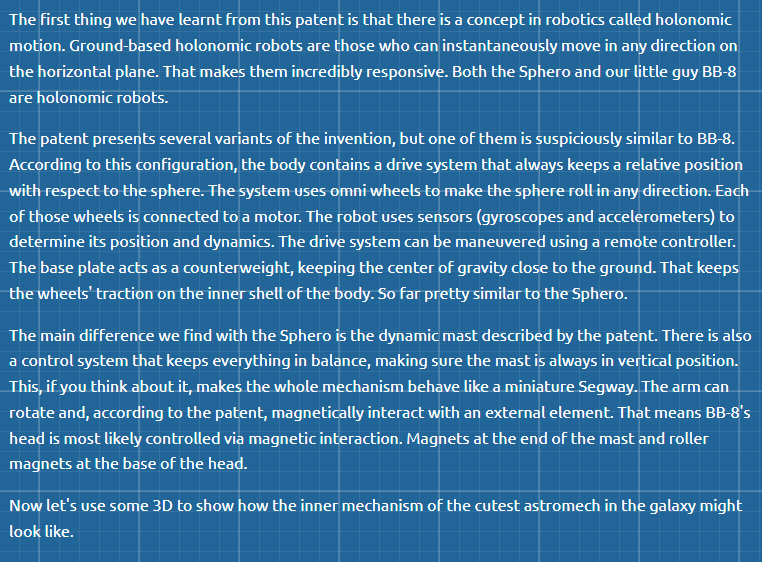 The first thing we have learnt from this patent is that there is a concept in robotics called holonomic
motion. Ground-based holonomic robots are those who can instantaneously move in any direction on
the horizontal plane. That makes them incredibly responsive. Both the Sphero and our little guy BB-8
are holonomic robots.
The patent presents several variants of the invention, but one of them is suspiciously similar to BB-8.
According to this configuration, the body contains a drive system that always keeps a relative position
with respect to the sphere. The system uses omni wheels to make the sphere roll in any direction. Each
of those wheels is connected to a motor. The robot uses sensors (gyroscopes and accelerometers) to
determine its position and dynamics. The drive system can be maneuvered using a remote controller.
The base plate acts as a counterweight, keeping the center of gravity close to the ground. That keeps
the wheels' traction on the inner shell of the body. So far pretty similar to the Sphero.
The main difference we find with the Sphero is the dynamic mast described by the patent. There is also
a control system that keeps everything in balance, making sure the mast is always in vertical position.
This, if you think about it, makes the whole mechanism behave like a miniature Segway. The arm can
rotate and, according to the patent, magnetically interact with an external element. That means BB-8's
head is most likely controlled via magnetic interaction. Magnets at the end of the mast and roller
magnets at the base of the head.
Now let's use some 3D to show how the inner mechanism of the cutest astromech in the galaxy might
look like.